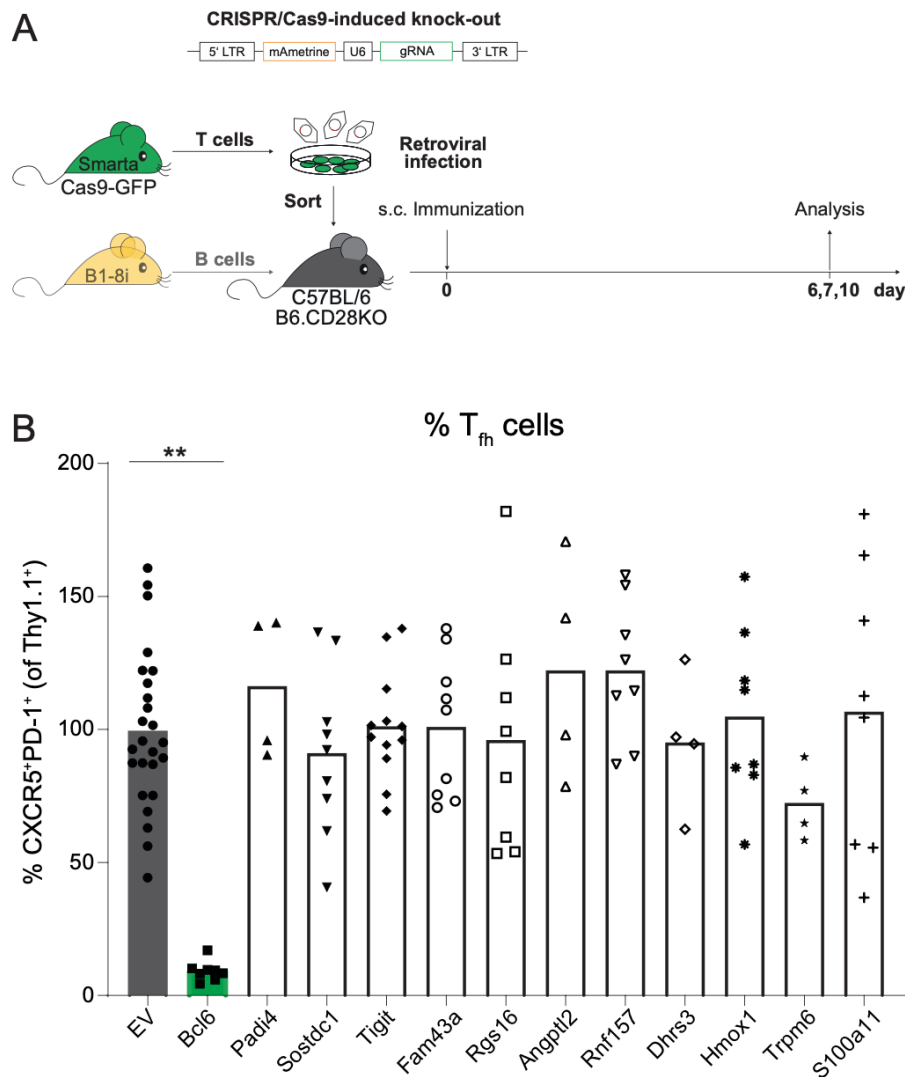 A
CRISPR/Cas9-induced knock-out
5' LTR mAmetrine U6 gRNA 3' LTR
Smarta
Cas9-GFP
T cells
Retroviral
infection
Sort
s.c. Immunization
Analysis
B1-8i
B cells
C57BL/6
B6.CD28KO
0
6,7,10 day
B
% Tfh cells
**
% CXCR5+PD-1+ (of Thy1.1+)
200
150
100
50
0
EV Bcl6 Padi4 Sostdc1 Tigit Fam43a Rgs16 Angptl2 Rnf157 Dhrs3 Hmox1 Trpm6 S100a11